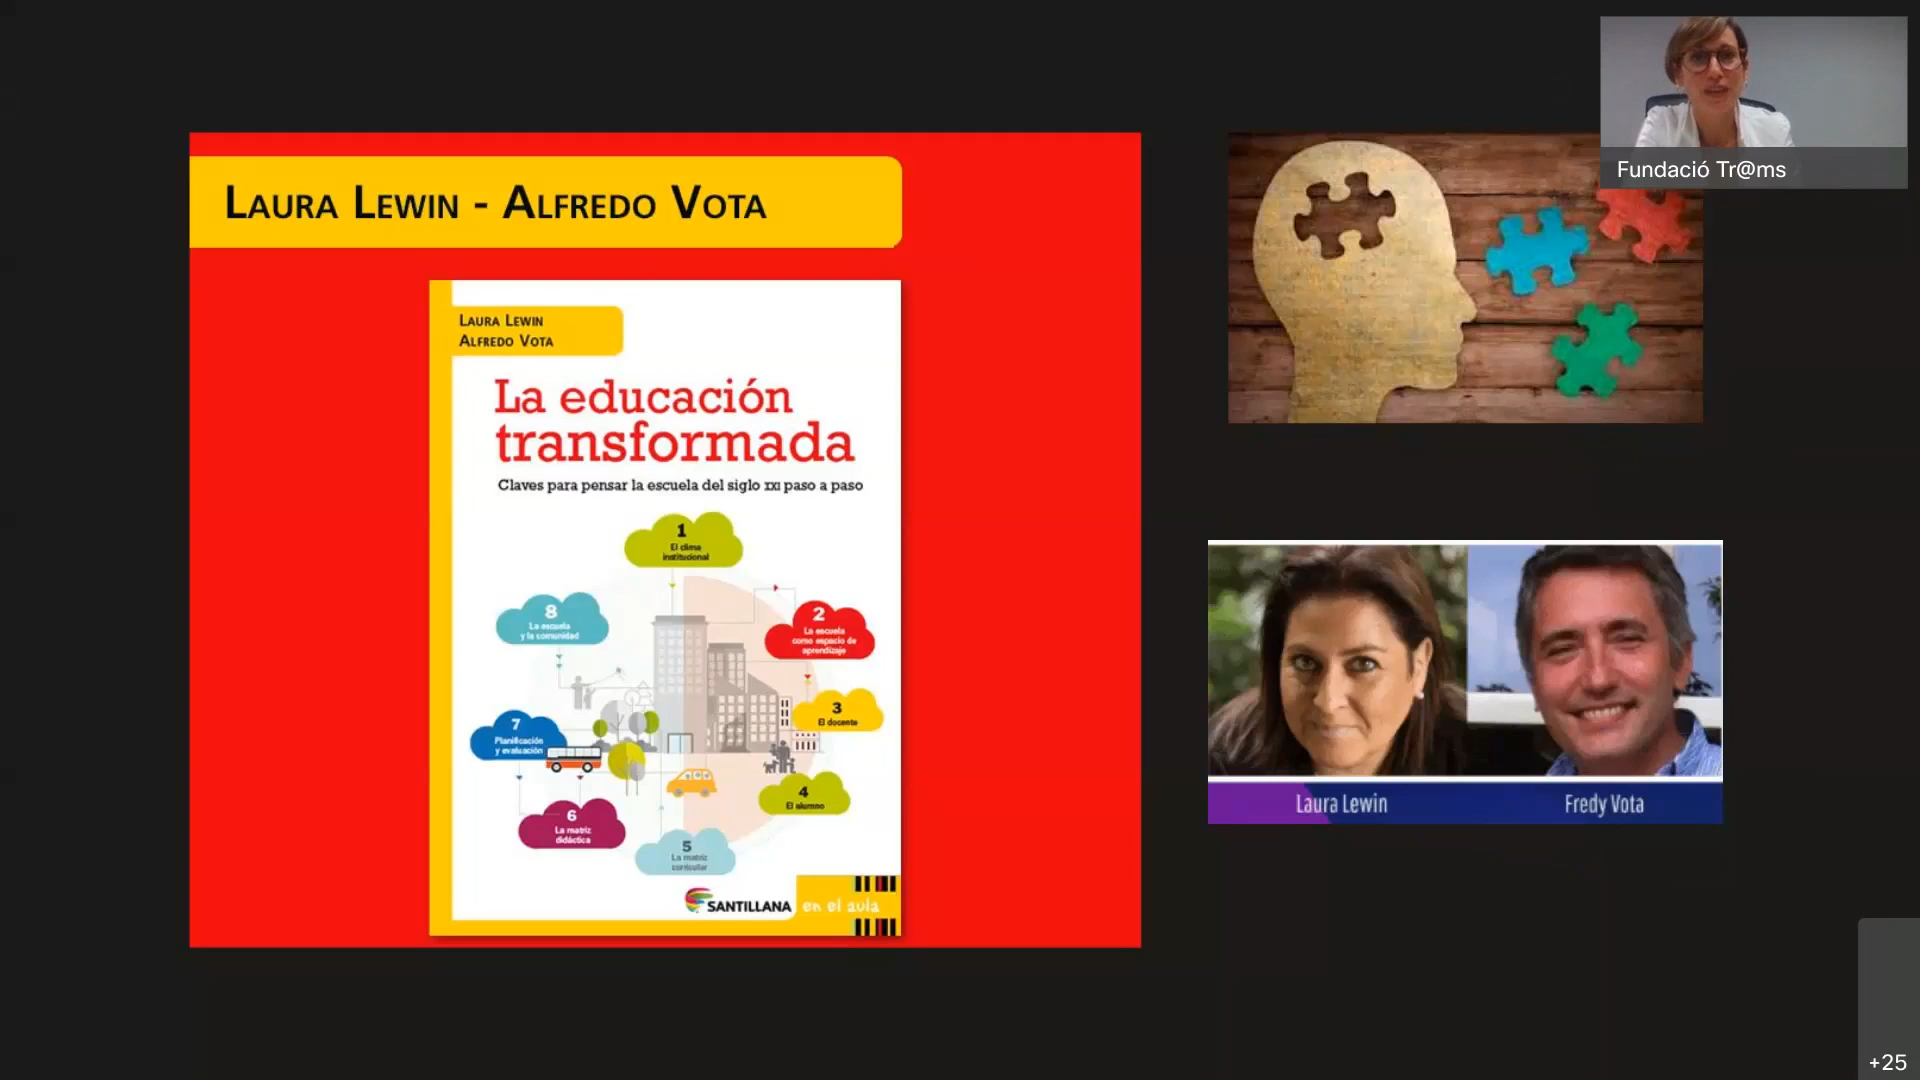 LAURA LEWIN - ALFREDO VOTA
LAURA LEWIN
ALFREDO VOTA
La educación
transformada
Claves para pensar la escuela del siglo XXI paso a paso
1
El clima
institucional
2
La escuela
como espacio de
aprendizaje
3
El docente
4
El alumno
5
La matriz
curricular
6
La matriz
didáctica
7
Planificación
y evaluación
8
La escuela
y la comunidad
SANTILLANA en el aula
Fundació Tr@ms
Laura Lewin
Fredy Vota
+25